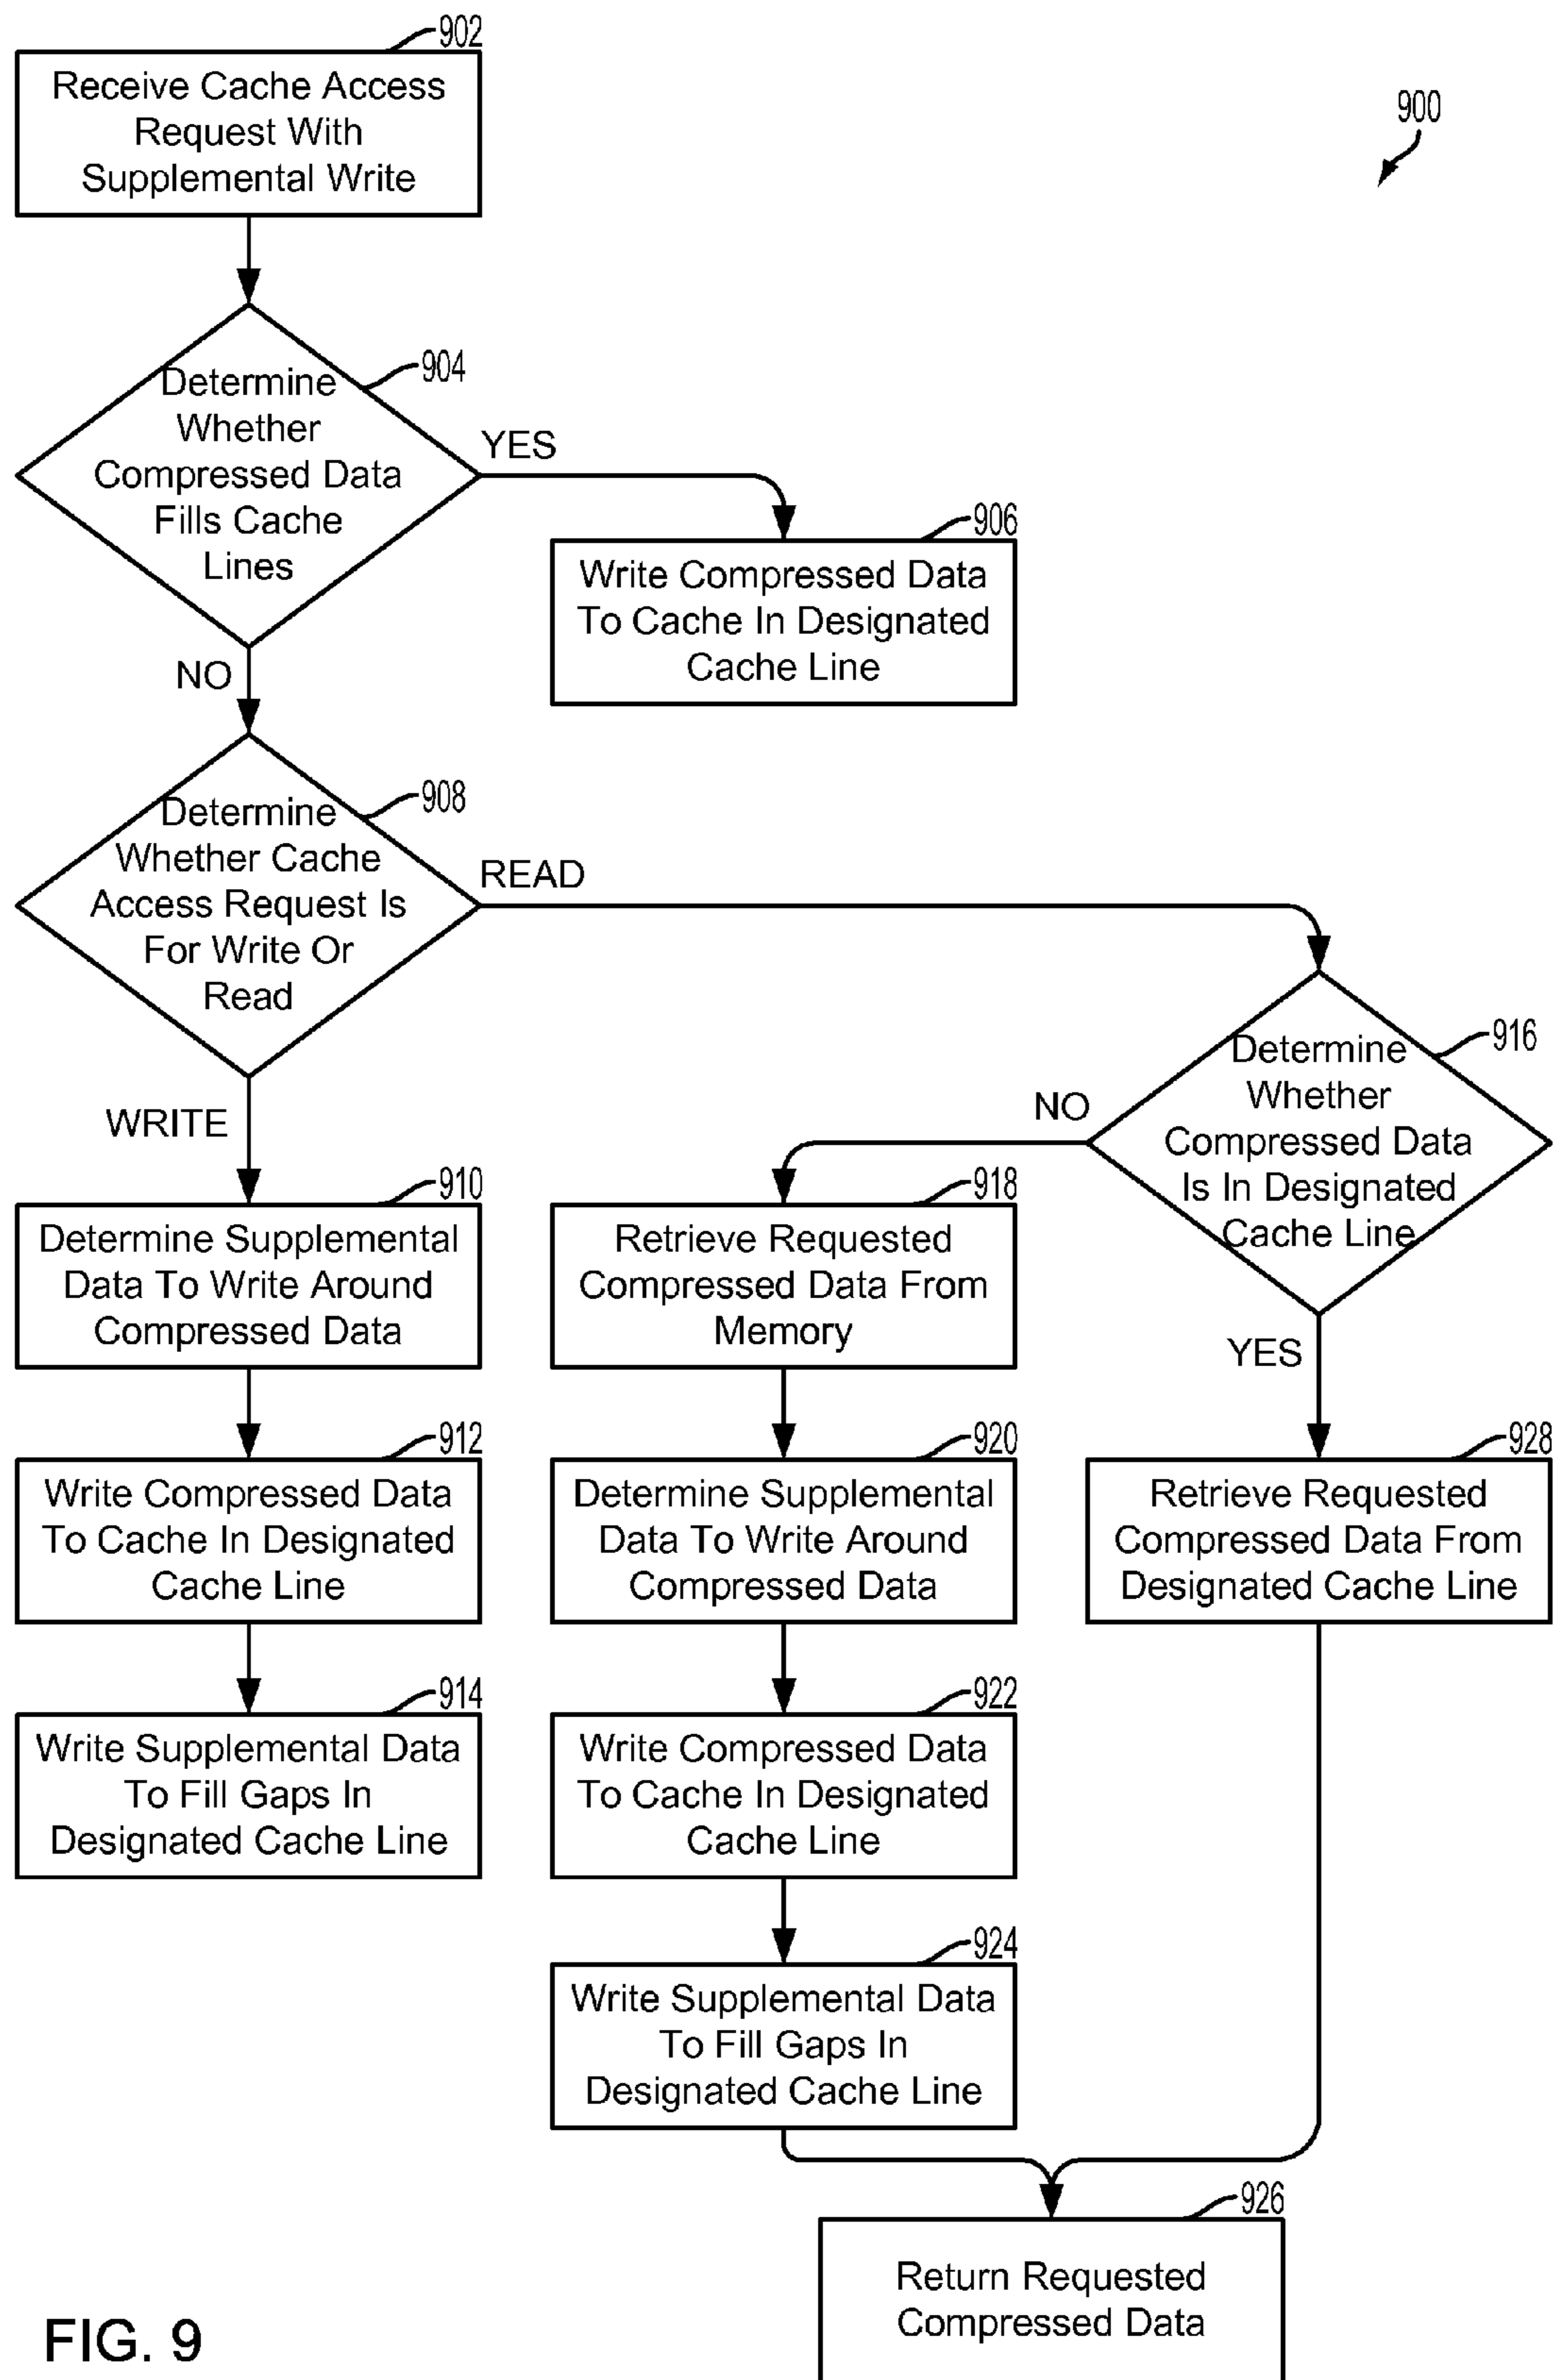 902
Receive Cache Access
Request With
Supplemental Write
900
904
Determine
Whether
Compressed Data
Fills Cache
Lines
YES
906
Write Compressed Data
To Cache In Designated
Cache Line
NO
908
Determine
Whether Cache
Access Request Is
For Write Or
Read
READ
916
Determine
Whether
Compressed Data
Is In Designated
Cache Line
NO
WRITE
YES
910
Determine Supplemental
Data To Write Around
Compressed Data
918
Retrieve Requested
Compressed Data From
Memory
912
Write Compressed Data
To Cache In Designated
Cache Line
920
Determine Supplemental
Data To Write Around
Compressed Data
928
Retrieve Requested
Compressed Data From
Designated Cache Line
914
Write Supplemental Data
To Fill Gaps In
Designated Cache Line
922
Write Compressed Data
To Cache In Designated
Cache Line
924
Write Supplemental Data
To Fill Gaps In
Designated Cache Line
926
Return Requested
Compressed Data
FIG. 9